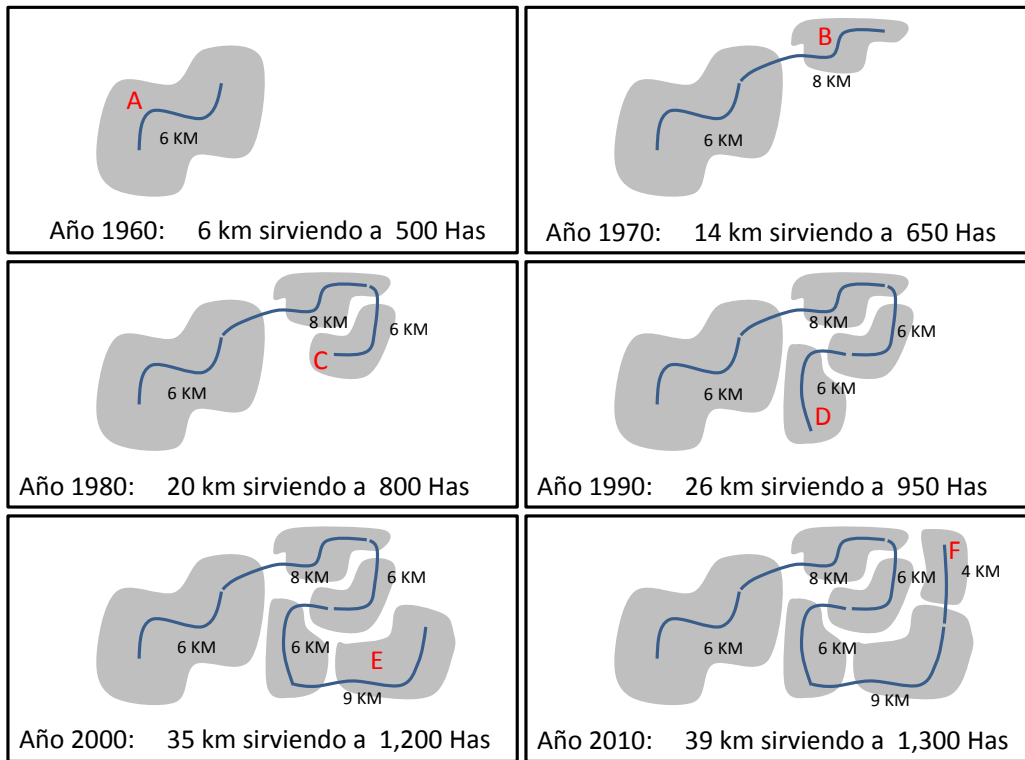 A
6 KM
Año 1960: 6 km sirviendo a 500 Has
B
8 KM
6 KM
Año 1970: 14 km sirviendo a 650 Has
8 KM
6 KM
C
6 KM
Año 1980: 20 km sirviendo a 800 Has
8 KM
6 KM
6 KM
6 KM
D
Año 1990: 26 km sirviendo a 950 Has
8 KM
6 KM
6 KM
6 KM
E
9 KM
Año 2000: 35 km sirviendo a 1,200 Has
F
8 KM
6 KM
4 KM
6 KM
6 KM
9 KM
Año 2010: 39 km sirviendo a 1,300 Has